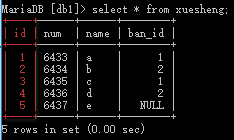 MariaDB [db1]> select * from xuesheng;
+----+------+------+--------+
| id | num | name | ban_id |
+----+------+------+--------+
| 1 | 6433 | a | 1 |
| 2 | 6434 | b | 2 |
| 3 | 6435 | c | 1 |
| 4 | 6436 | d | 2 |
| 5 | 6437 | e | NULL |
+----+------+------+--------+
5 rows in set (0.00 sec)